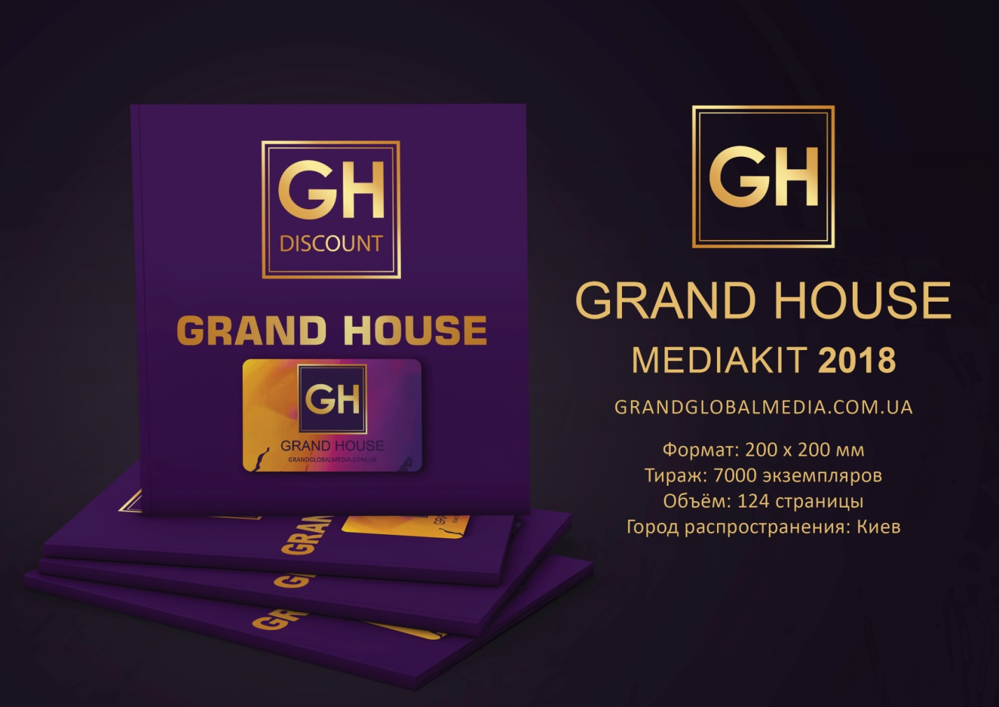 GH
DISCOUNT
GRAND HOUSE
GH
GRAND HOUSE
GRANDGLOBALMEDIA.COM.UA
GRAN
GR
GH
GRAND HOUSE
MEDIAKIT 2018
GRANDGLOBALMEDIA.COM.UA
Формат: 200 x 200 мм
Тираж: 7000 экземпляров
Объём: 124 страницы
Город распространения: Киев